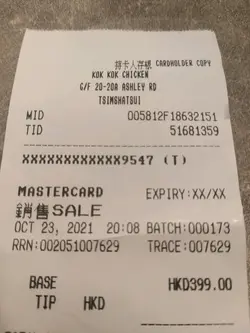 持卡人存根 CARDHOLDER COPY
KOK KOK CHICKEN
G/F 20-20A ASHLEY RD
TSIMSHATSUI
MID 005812F18632151
TID 51681359
XXXXXXXXXXXX9547 (T)
MASTERCARD EXPIRY:XX/XX
銷售SALE
OCT 23, 2021 20:08 BATCH:000173
RRN:002051007629 TRACE:007629
BASE HKD399.00
TIP HKD